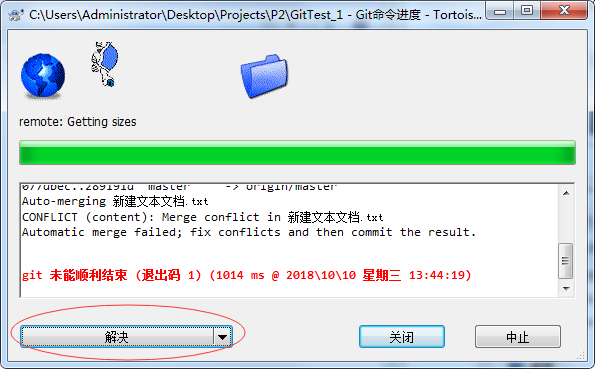 C:\Users\Administrator\Desktop\Projects\P2\GitTest_1 - Git命令进度 - Tortois...
remote: Getting sizes
077dbec..289191d  master     -> origin/master
Auto-merging 新建文本文档.txt
CONFLICT (content): Merge conflict in 新建文本文档.txt
Automatic merge failed; fix conflicts and then commit the result.
git 未能顺利结束 (退出码 1) (1014 ms @ 2018\10\10 星期三 13:44:19)
解决
关闭
中止